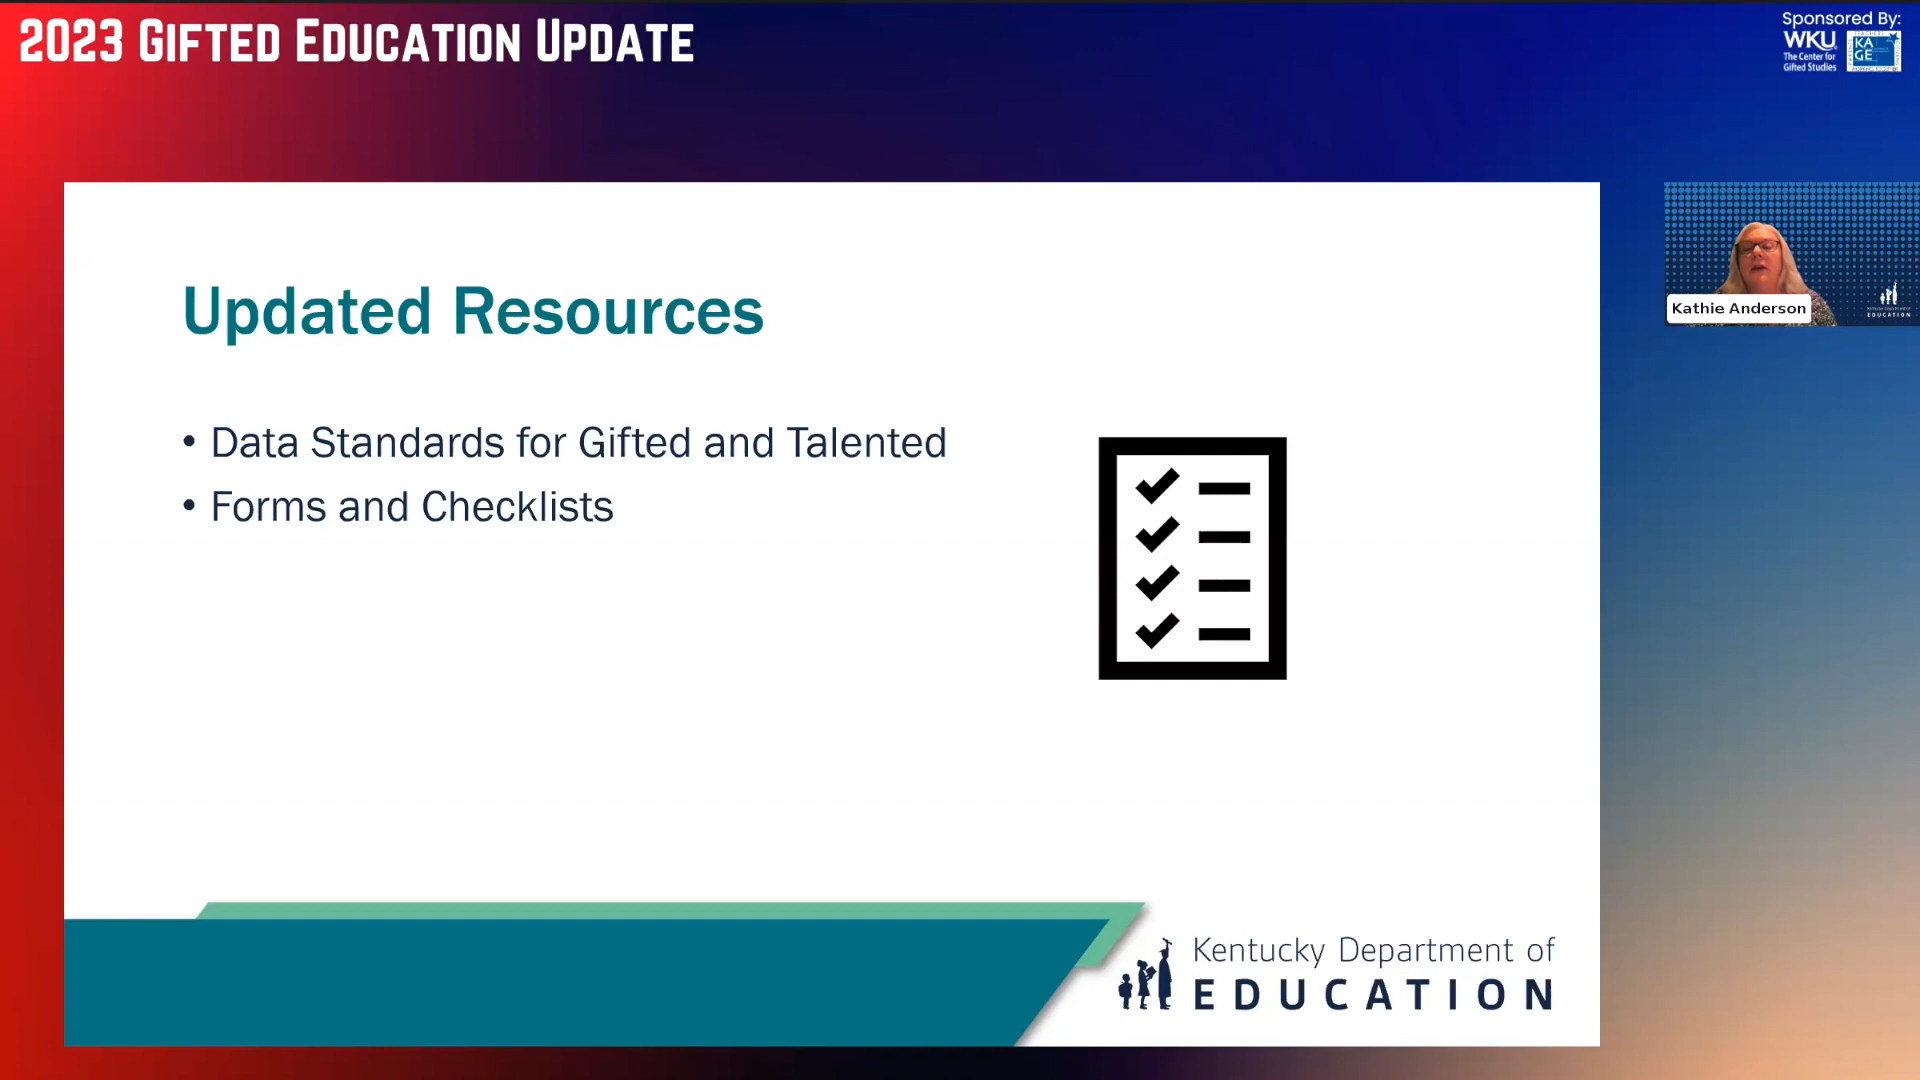 2023 GIFTED EDUCATION UPDATE
Sponsored By:
WKU
The Center for
Gifted Studies
KA
GE
Updated Resources
• Data Standards for Gifted and Talented
• Forms and Checklists
Kathie Anderson
EDUCATION
Kentucky Department of
EDUCATION